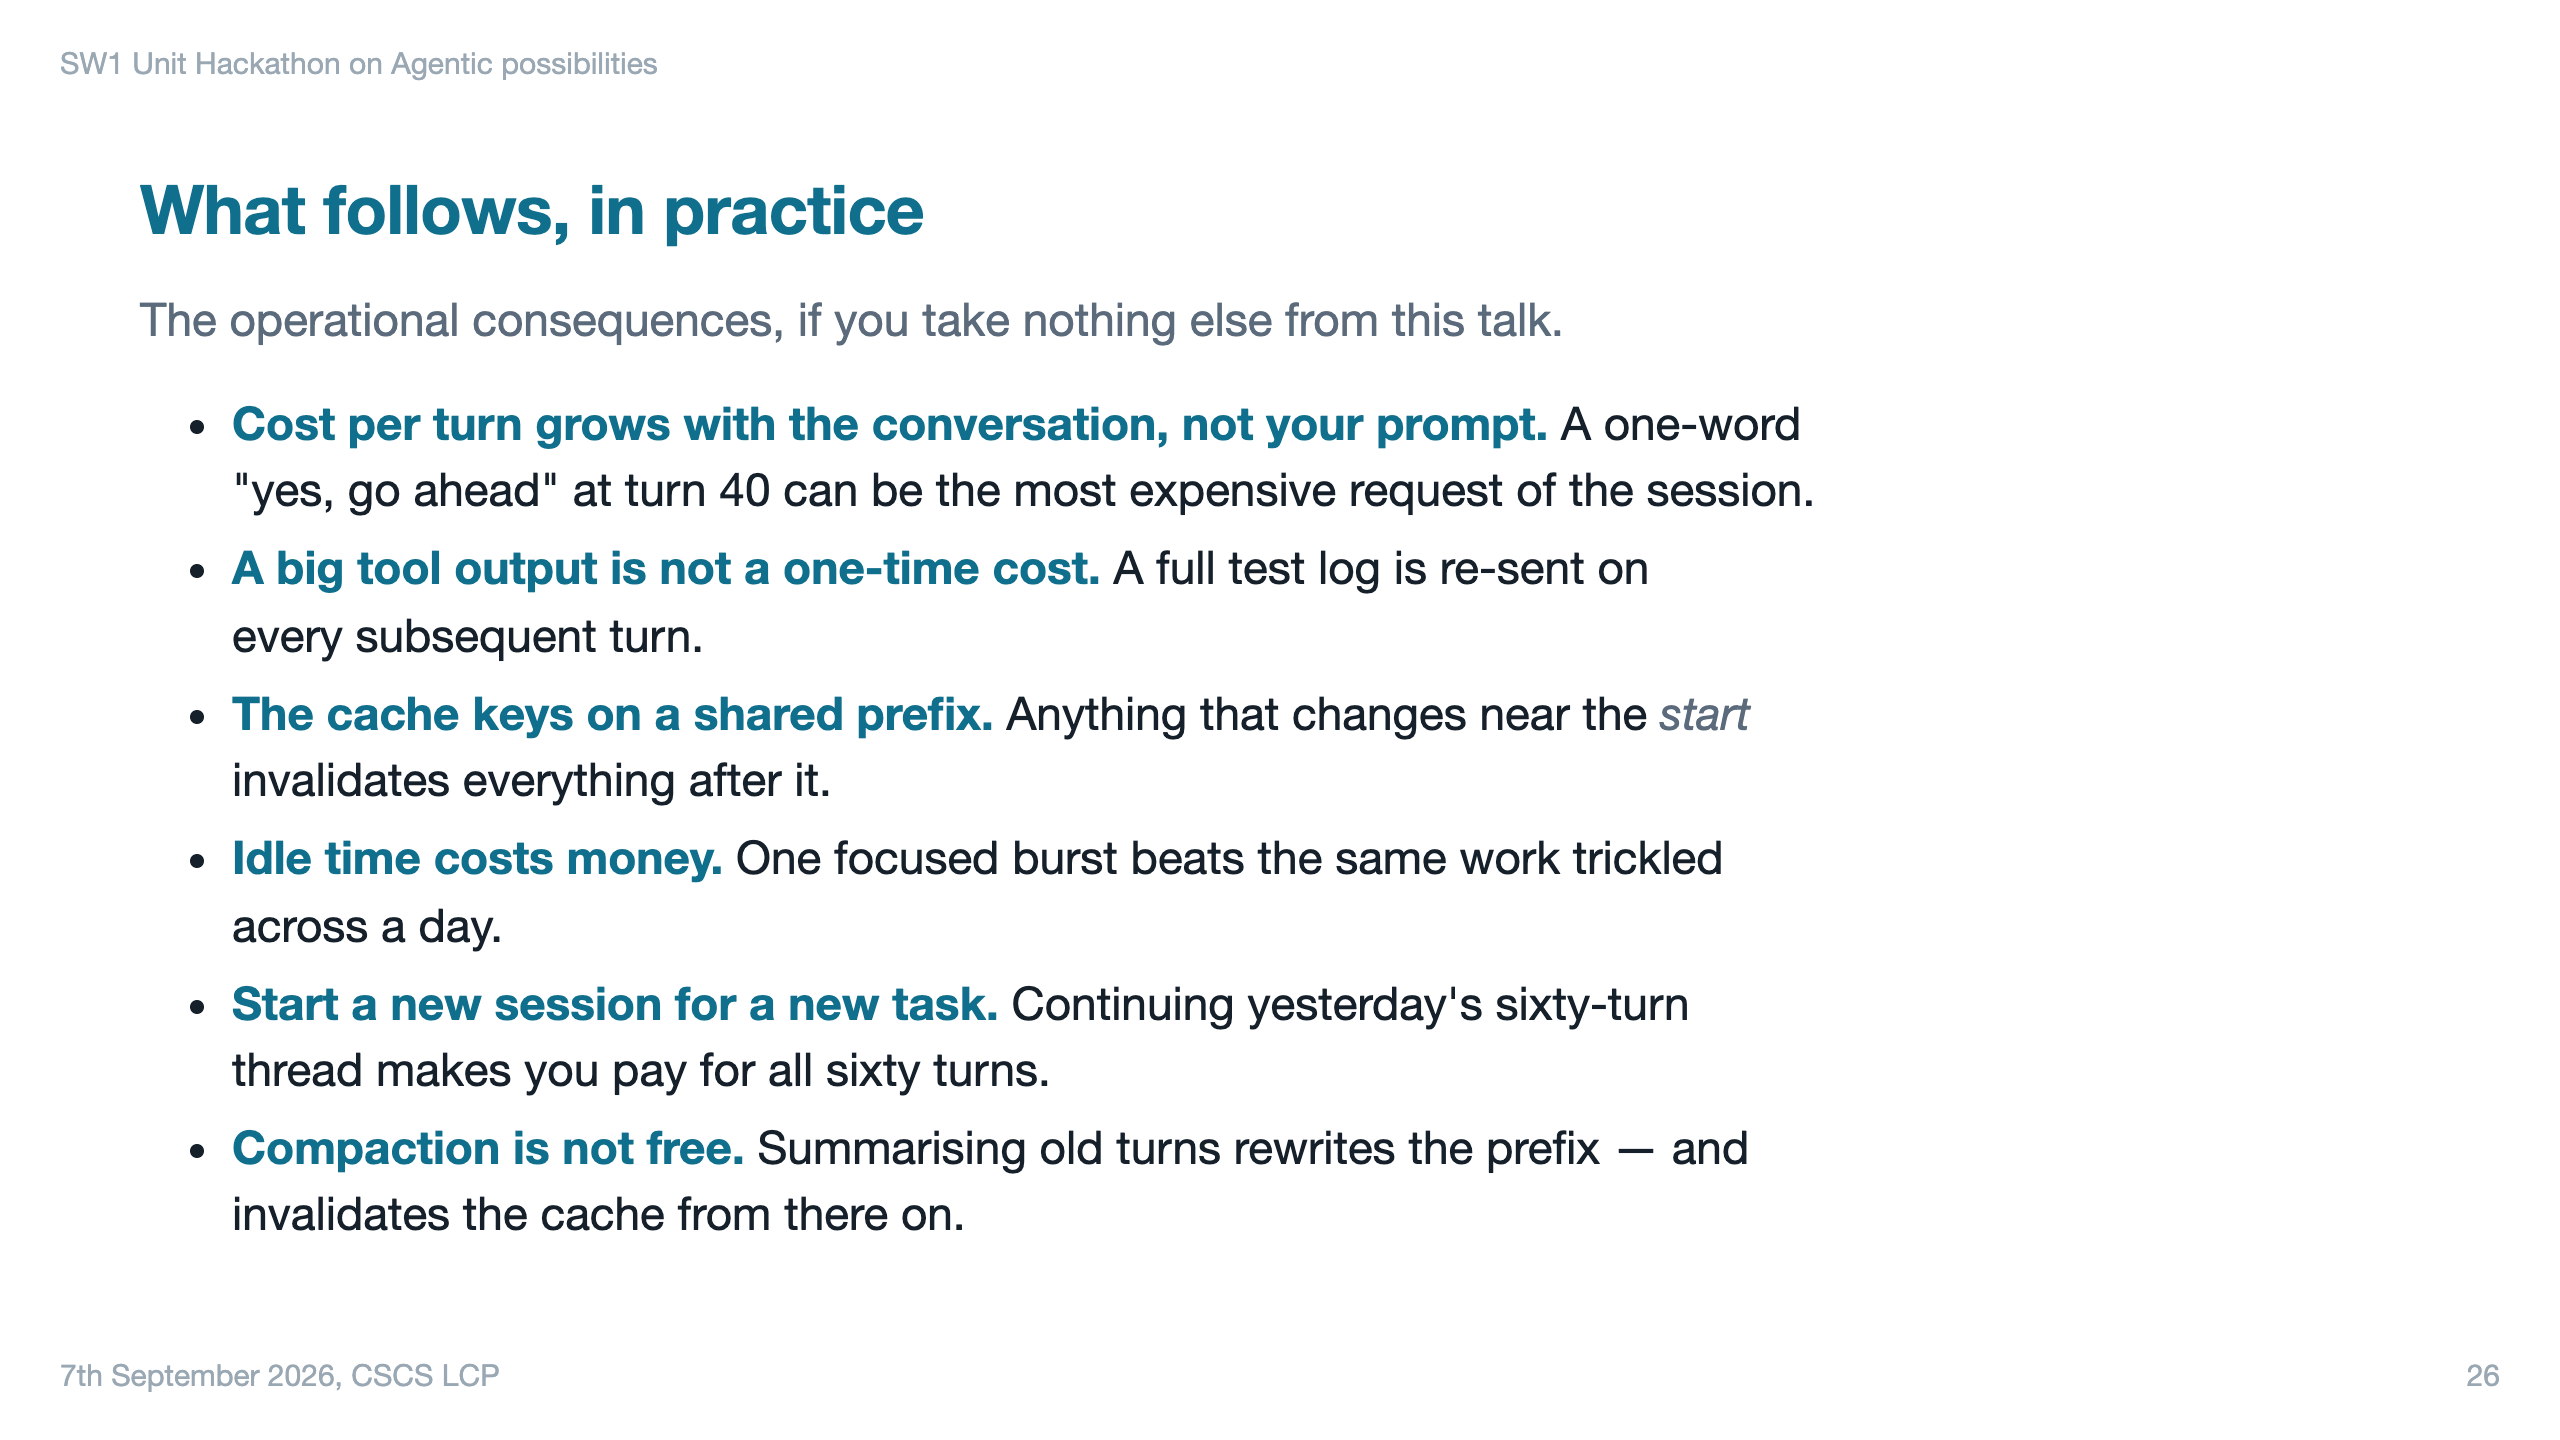 SW1 Unit Hackathon on Agentic possibilities
What follows, in practice
The operational consequences, if you take nothing else from this talk.
• Cost per turn grows with the conversation, not your prompt. A one-word
"yes, go ahead" at turn 40 can be the most expensive request of the session.
• A big tool output is not a one-time cost. A full test log is re-sent on
every subsequent turn.
• The cache keys on a shared prefix. Anything that changes near the start
invalidates everything after it.
• Idle time costs money. One focused burst beats the same work trickled
across a day.
• Start a new session for a new task. Continuing yesterday's sixty-turn
thread makes you pay for all sixty turns.
• Compaction is not free. Summarising old turns rewrites the prefix — and
invalidates the cache from there on.
7th September 2026, CSCS LCP
26